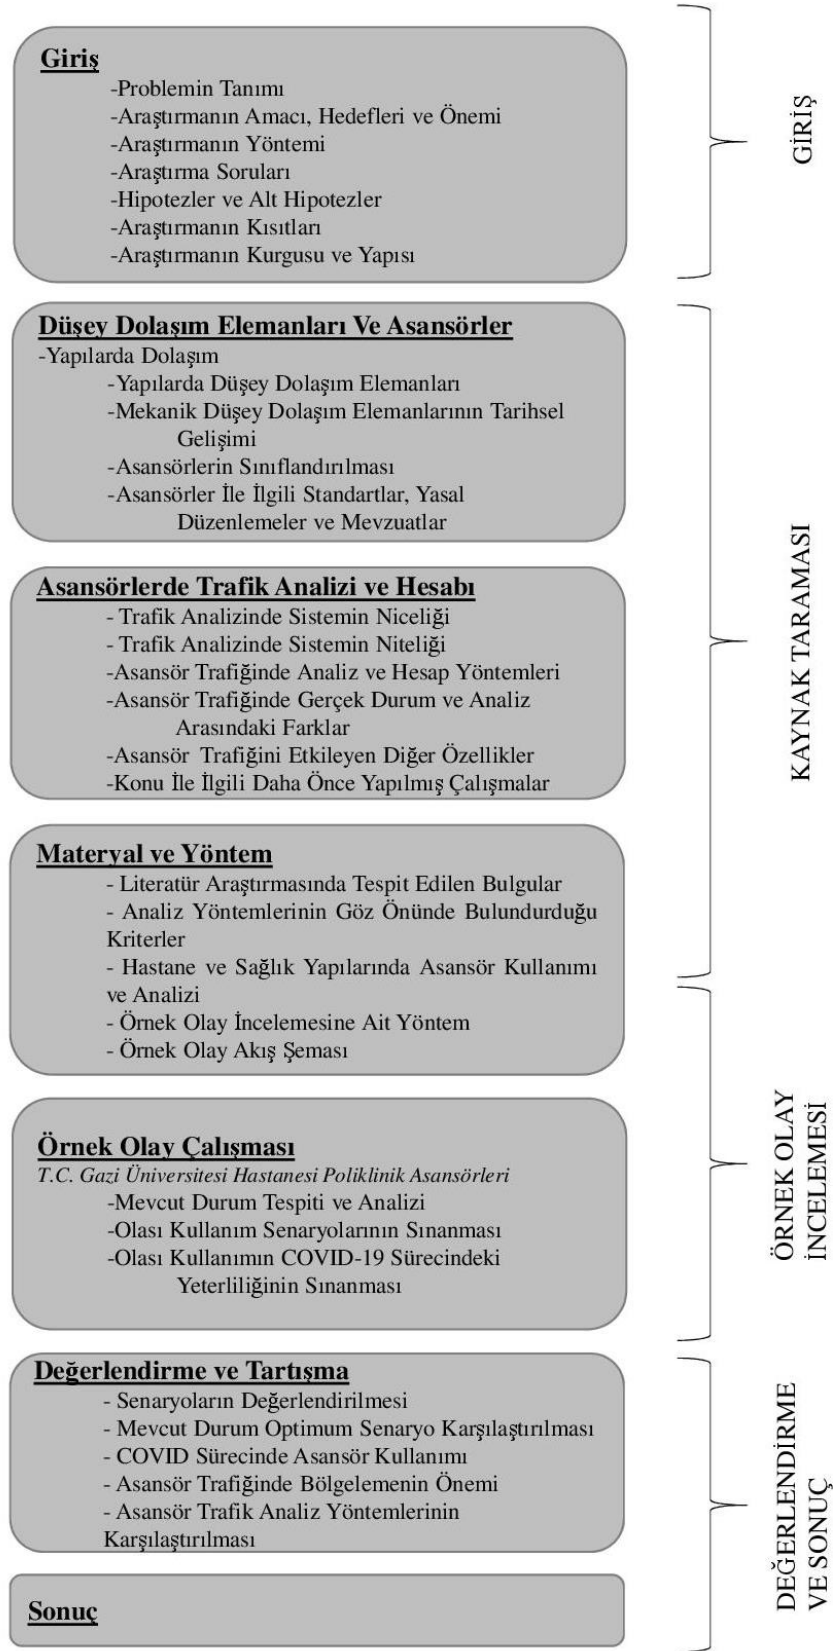 Giriş
-Problemin Tanımı
-Araştırmanın Amacı, Hedefleri ve Önemi
-Araştırmanın Yöntemi
-Araştırma Soruları
-Hipotezler ve Alt Hipotezler
-Araştırmanın Kısıtları
-Araştırmanın Kurgusu ve Yapısı
GİRİŞ
Düşey Dolaşım Elemanları Ve Asansörler
-Yapılarda Dolaşım
-Yapılarda Düşey Dolaşım Elemanları
-Mekanik Düşey Dolaşım Elemanlarının Tarihsel
Gelişimi
-Asansörlerin Sınıflandırılması
-Asansörler İle İlgili Standartlar, Yasal
Düzenlemeler ve Mevzuatlar
Asansörlerde Trafik Analizi ve Hesabı
- Trafik Analizinde Sistemin Niceliği
- Trafik Analizinde Sistemin Niteliği
-Asansör Trafiğinde Analiz ve Hesap Yöntemleri
-Asansör Trafiğinde Gerçek Durum ve Analiz
Arasındaki Farklar
-Asansör Trafiğini Etkileyen Diğer Özellikler
-Konu İle İlgili Daha Önce Yapılmış Çalışmalar
KAYNAK TARAMASI
Materyal ve Yöntem
- Literatür Araştırmasında Tespit Edilen Bulgular
- Analiz Yöntemlerinin Göz Önünde Bulundurduğu
Kriterler
- Hastane ve Sağlık Yapılarında Asansör Kullanımı
ve Analizi
- Örnek Olay İncelemesine Ait Yöntem
- Örnek Olay Akış Şeması
Örnek Olay Çalışması
T.C. Gazi Üniversitesi Hastanesi Poliklinik Asansörleri
-Mevcut Durum Tespiti ve Analizi
-Olası Kullanım Senaryolarının Sınanması
-Olası Kullanımın COVID-19 Sürecindeki
Yeterliliğinin Sınanması
ÖRNEK OLAY
İNCELEMESİ
Değerlendirme ve Tartışma
- Senaryoların Değerlendirilmesi
- Mevcut Durum Optimum Senaryo Karşılaştırılması
- COVID Sürecinde Asansör Kullanımı
- Asansör Trafiğinde Bölgelemenin Önemi
- Asansör Trafik Analiz Yöntemlerinin
Karşılaştırılması
Sonuç
DEĞERLENDİRME
VE SONUÇ